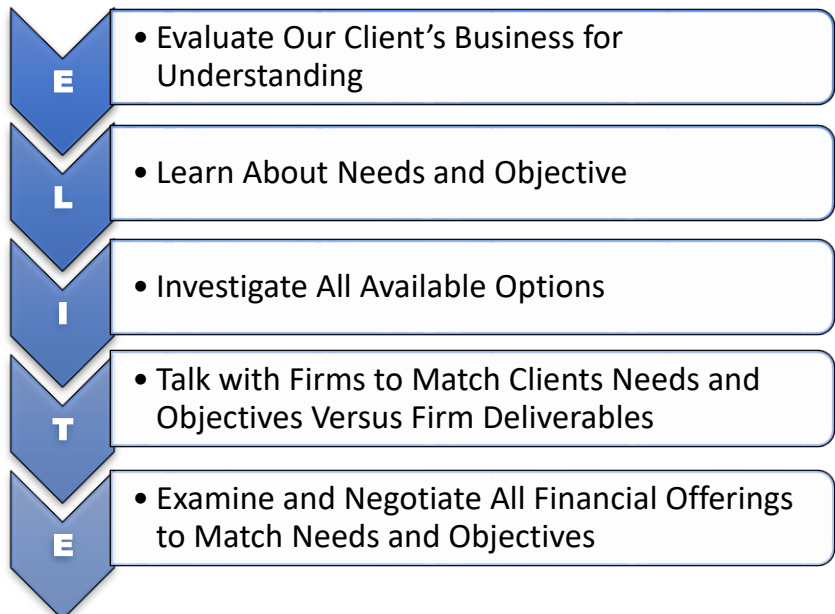 E
• Evaluate Our Client's Business for
Understanding
L
• Learn About Needs and Objective
I
• Investigate All Available Options
T
• Talk with Firms to Match Clients Needs and
Objectives Versus Firm Deliverables
E
• Examine and Negotiate All Financial Offerings
to Match Needs and Objectives